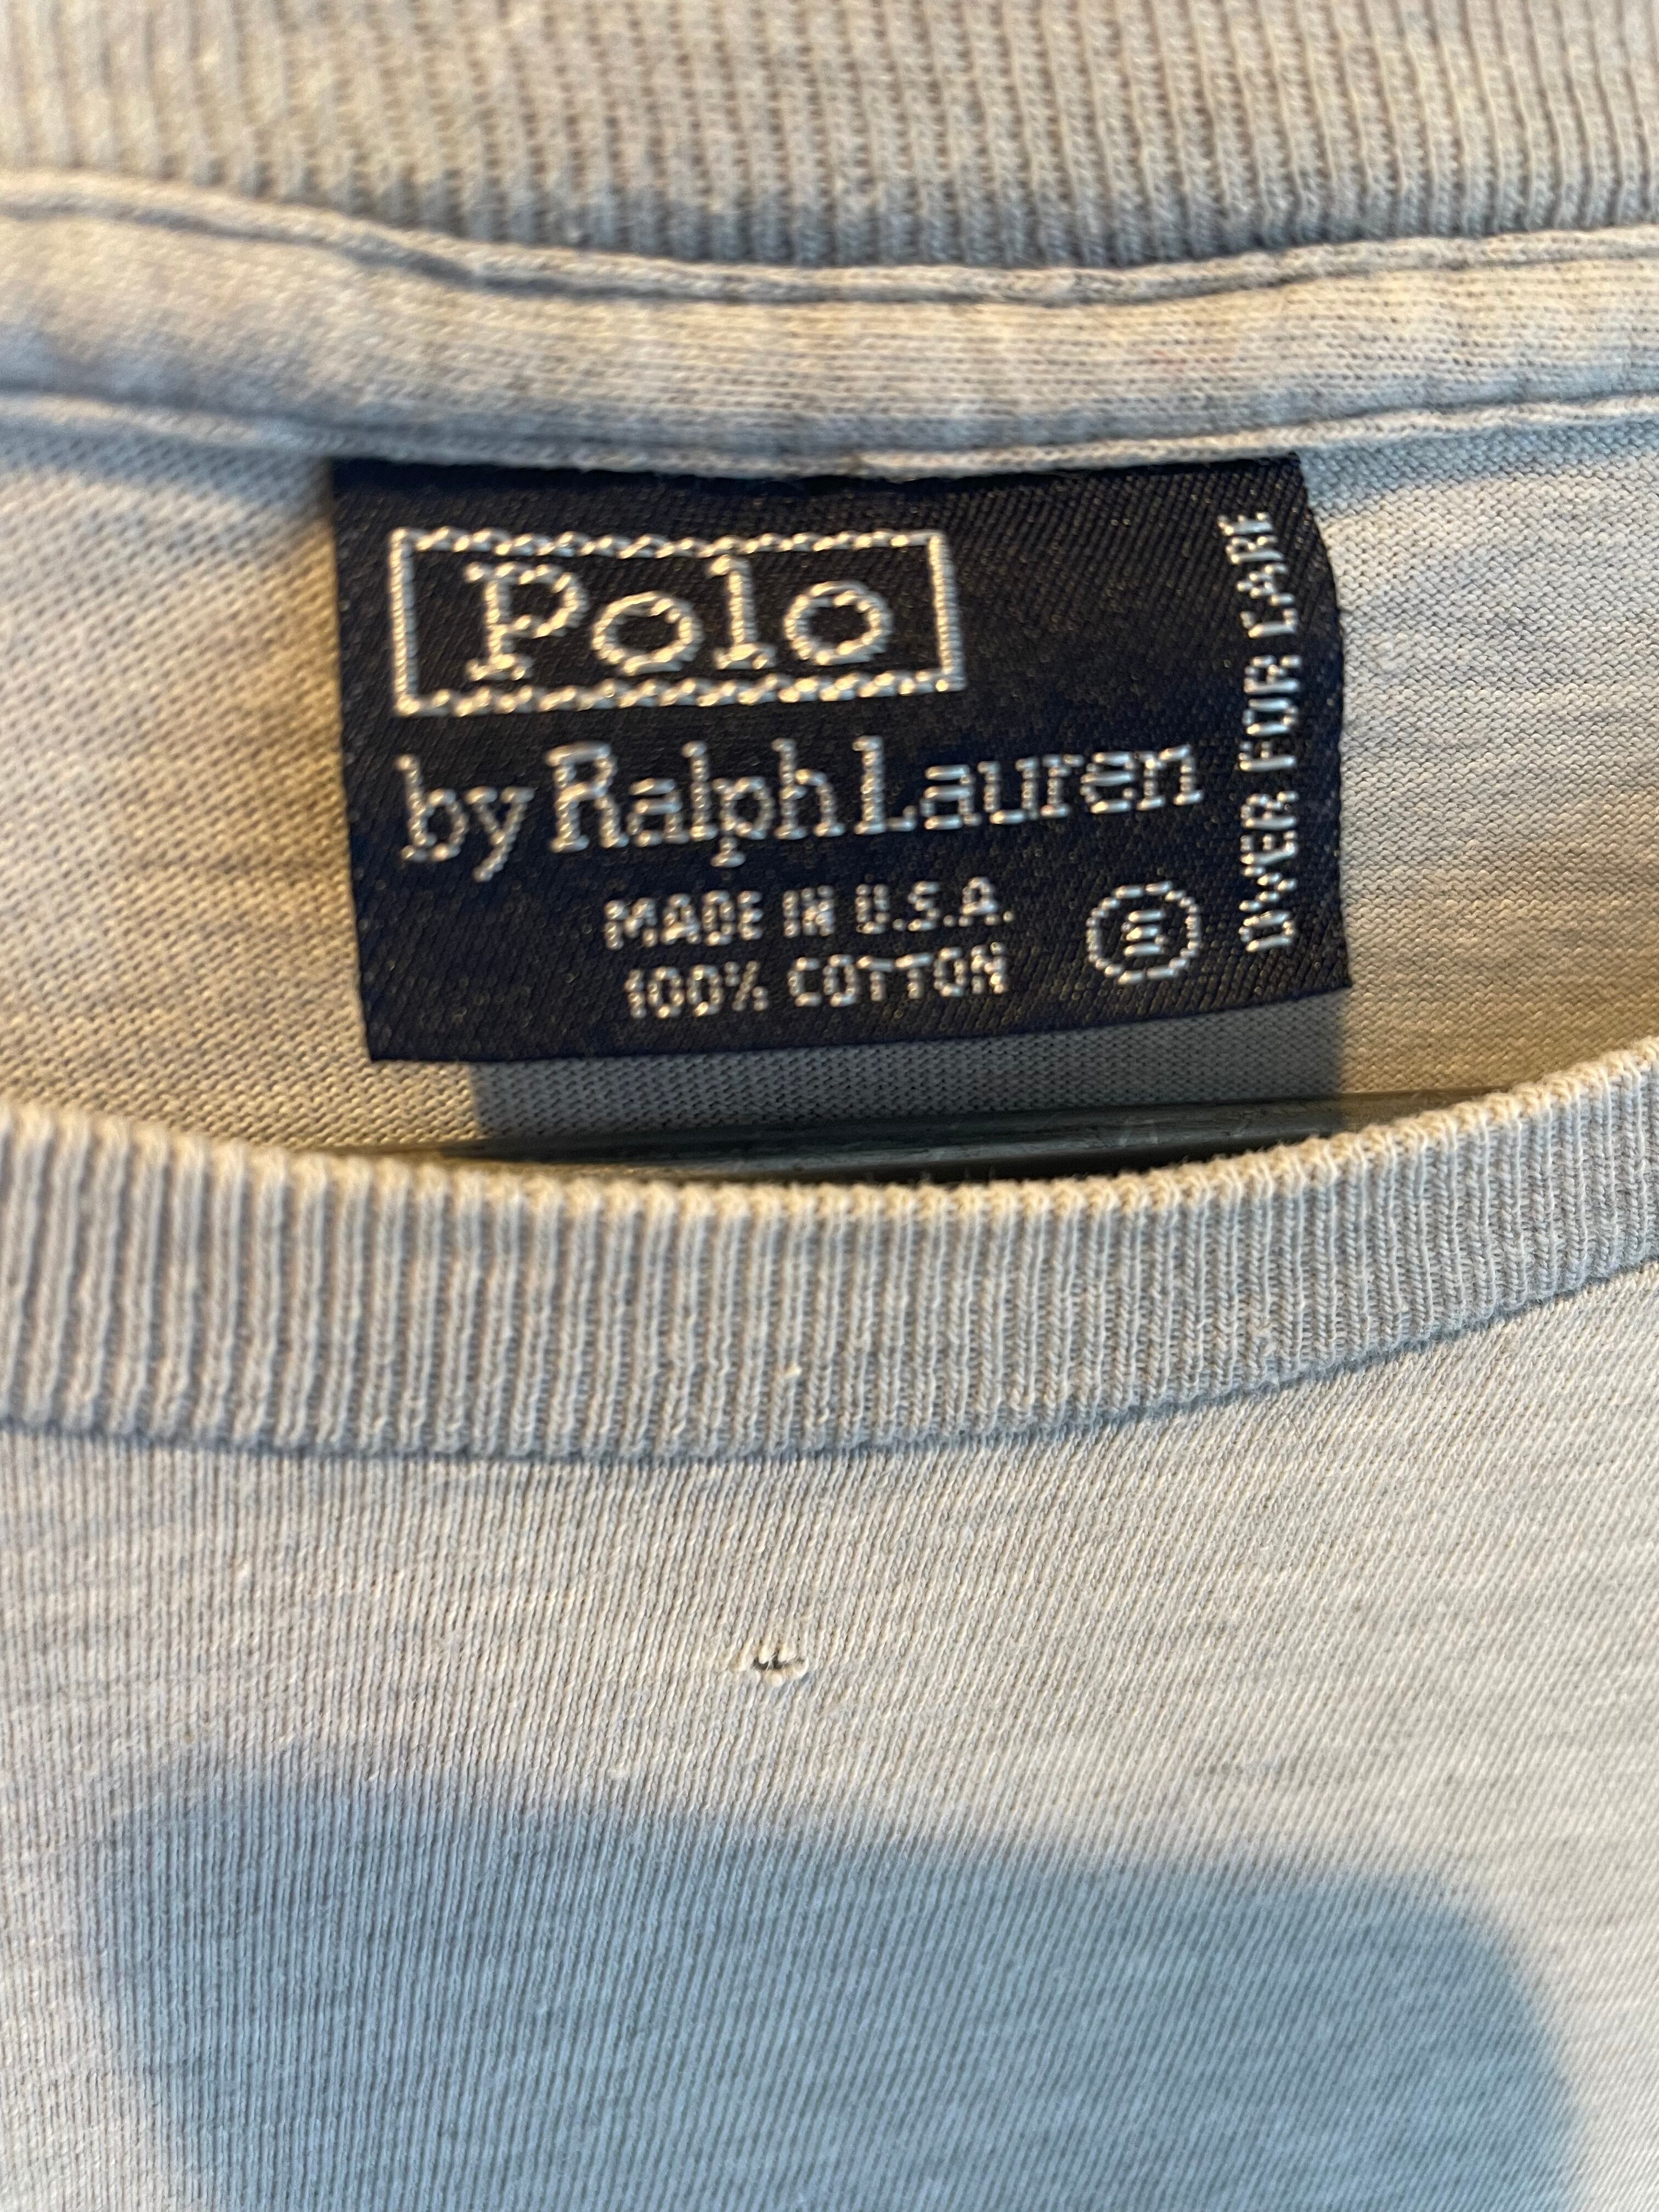 Polo
by Ralph Lauren
MADE IN U.S.A.
100% COTTON
M
OVER FOR CARE